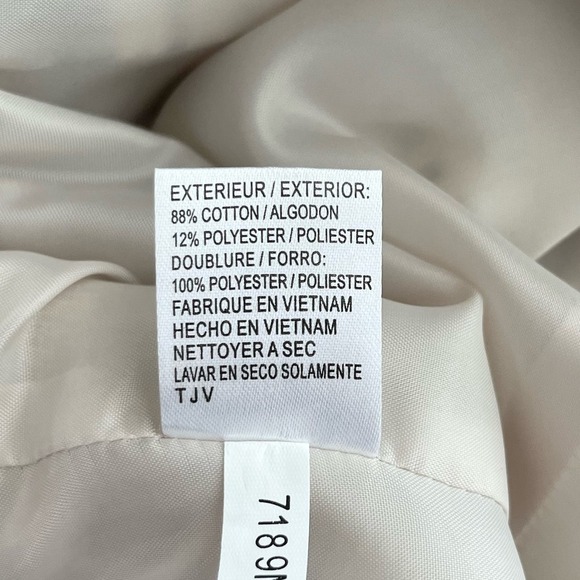 EXTERIEUR / EXTERIOR:
88% COTTON / ALGODON
12% POLYESTER / POLIESTER
DOUBLURE / FORRO:
100% POLYESTER / POLIESTER
FABRIQUE EN VIETNAM
HECHO EN VIETNAM
NETTOYER A SEC
LAVAR EN SECO SOLAMENTE
T J V
7189